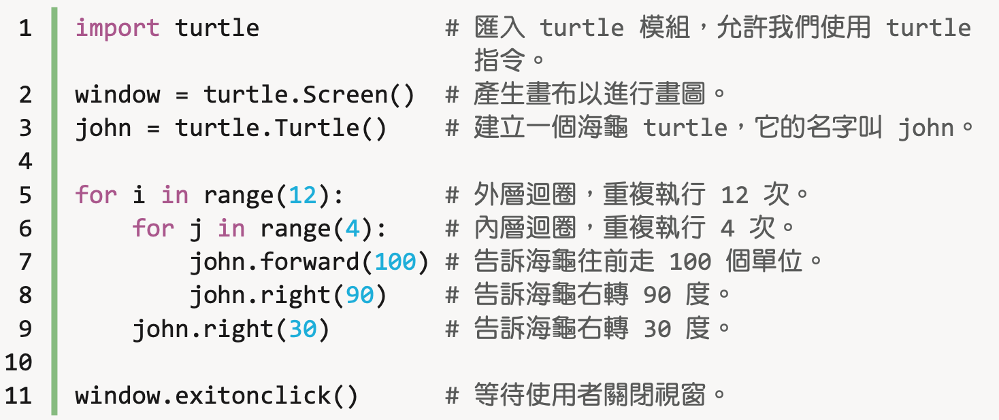 1 import turtle # 匯入 turtle 模組，允許我們使用 turtle
指令。
2 window = turtle.Screen() # 產生畫布以進行畫圖。
3 john = turtle.Turtle() # 建立一個海龜 turtle，它的名字叫 john。
4
5 for i in range(12): # 外層迴圈，重複執行 12 次。
6     for j in range(4): # 內層迴圈，重複執行 4 次。
7         john.forward(100) # 告訴海龜往前走 100 個單位。
8         john.right(90) # 告訴海龜右轉 90 度。
9     john.right(30) # 告訴海龜右轉 30 度。
10
11 window.exitonclick() # 等待使用者關閉視窗。